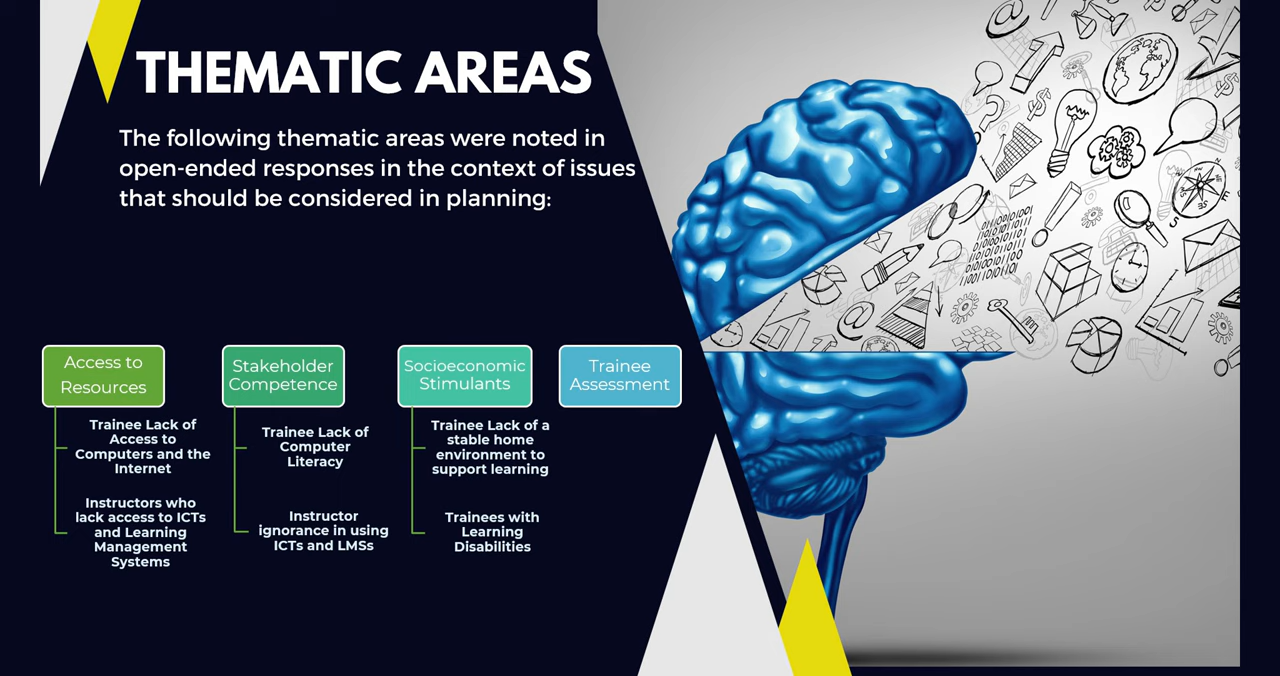 THEMATIC AREAS
The following thematic areas were noted in
open-ended responses in the context of issues
that should be considered in planning:
Access to
Resources
Trainee Lack of
Access to
Computers and the
Internet
Instructors who
lack access to ICTs
and Learning
Management
Systems
Stakeholder
Competence
Trainee Lack of
Computer
Literacy
Instructor
ignorance in using
ICTs and LMSs
Socioeconomic
Stimulants
Trainee Lack of a
stable home
environment to
support learning
Trainees with
Learning
Disabilities
Trainee
Assessment